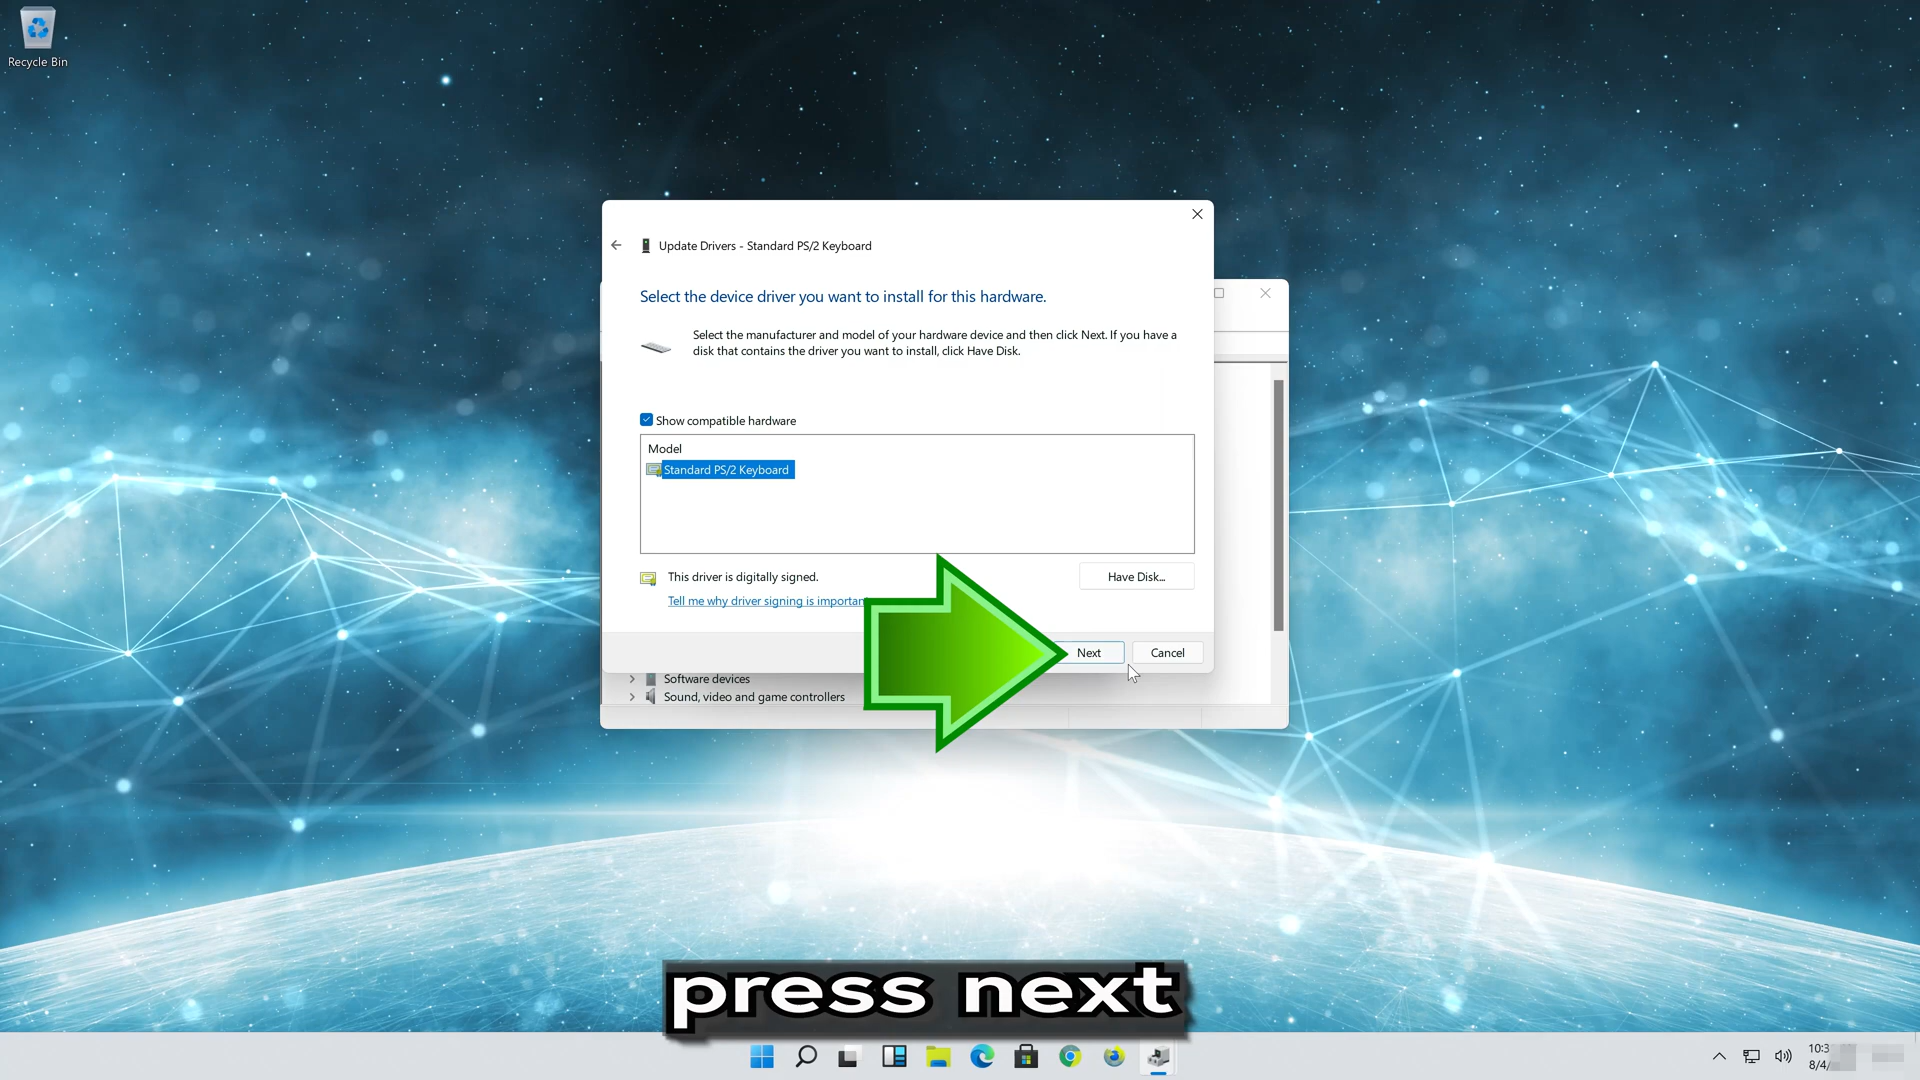 Recycle Bin
Update Drivers - Standard PS/2 Keyboard
Select the device driver you want to install for this hardware.
Select the manufacturer and model of your hardware device and then click Next. If you have a
disk that contains the driver you want to install, click Have Disk.
Show compatible hardware
Model
Standard PS/2 Keyboard
This driver is digitally signed.
Have Disk...
Tell me why driver signing is importan
Next
Cancel
Software devices
Sound, video and game controllers
press next
10:3
8/4/